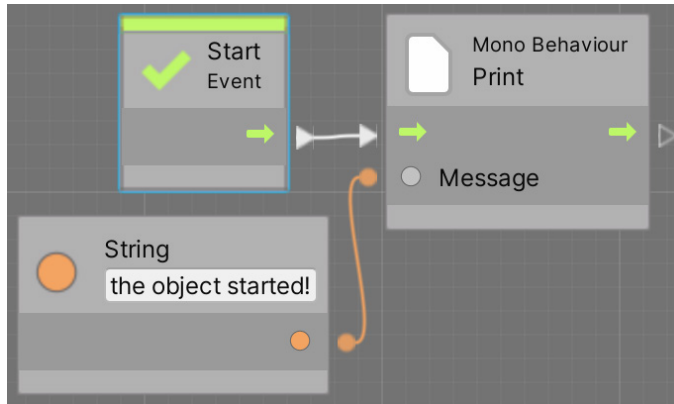 Start
Event
Mono Behaviour
Print
Message
String
the object started!